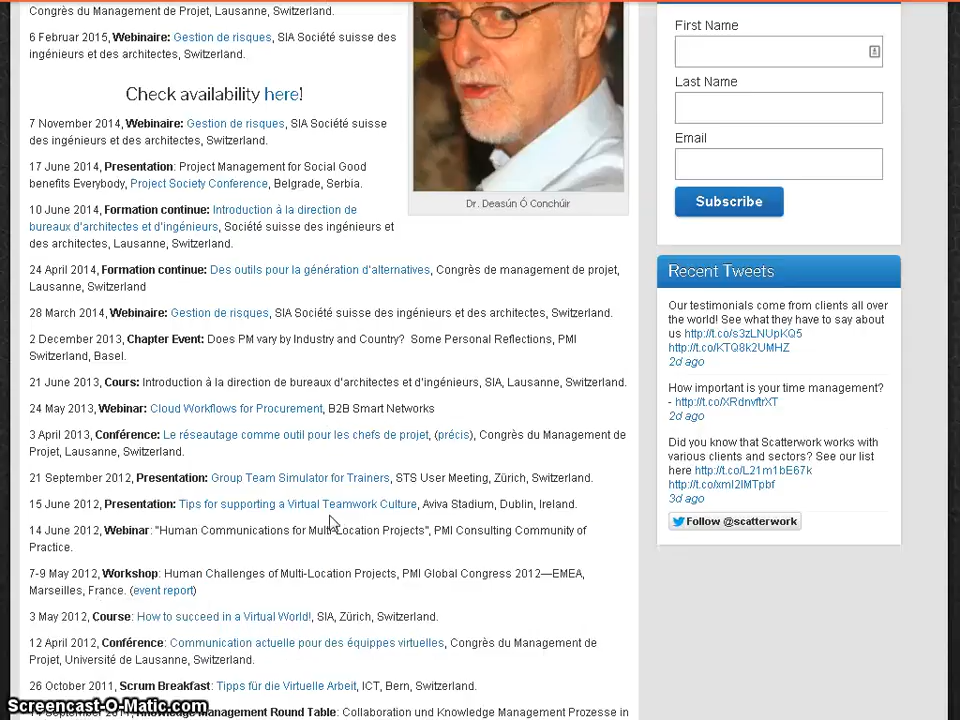 Congrès du Management de Projet, Lausanne, Switzerland.
6 Februar 2015, Webinaire: Gestion de risques, SIA Société suisse des
ingénieurs et des architectes, Switzerland.
Check availability here!
7 November 2014, Webinaire: Gestion de risques, SIA Société suisse
des ingénieurs et des architectes, Switzerland.
17 June 2014, Presentation: Project Management for Social Good
benefits Everybody, Project Society Conference, Belgrade, Serbia.
10 June 2014, Formation continue: Introduction à la direction de
bureaux d'architectes et d'ingénieurs, Société suisse des ingénieurs et
des architectes, Lausanne, Switzerland.
24 April 2014, Formation continue: Des outils pour la génération d'alternatives, Congrès de management de projet,
Lausanne, Switzerland
28 March 2014, Webinaire: Gestion de risques, SIA Société suisse des ingénieurs et des architectes, Switzerland.
2 December 2013, Chapter Event: Does PM vary by Industry and Country? Some Personal Reflections, PMI
Switzerland, Basel.
21 June 2013, Cours: Introduction à la direction de bureaux d'architectes et d'ingénieurs, SIA, Lausanne, Switzerland.
24 May 2013, Webinar: Cloud Workflows for Procurement, B2B Smart Networks
3 April 2013, Conférence: Le réseautage comme outil pour les chefs de projet, (précis), Congrès du Management de
Projet, Lausanne, Switzerland.
21 September 2012, Presentation: Group Team Simulator for Trainers, STS User Meeting, Zürich, Switzerland.
15 June 2012, Presentation: Tips for supporting a Virtual Teamwork Culture, Aviva Stadium, Dublin, Ireland.
14 June 2012, Webinar: "Human Communications for Multi-Location Projects", PMI Consulting Community of
Practice.
7-9 May 2012, Workshop: Human Challenges of Multi-Location Projects, PMI Global Congress 2012—EMEA,
Marseilles, France. (event report)
3 May 2012, Course: How to succeed in a Virtual World!, SIA, Zürich, Switzerland.
12 April 2012, Conférence: Communication actuelle pour des équippes virtuelles, Congrès du Management de
Projet, Université de Lausanne, Switzerland.
26 October 2011, Scrum Breakfast: Tipps für die Virtuelle Arbeit, ICT, Bern, Switzerland.
September 2011, Knowledge Management Round Table: Collaboration und Knowledge Management Prozesse in
Dr. Deasún Ó Conchúir
First Name
Last Name
Email
Subscribe
Recent Tweets
Our testimonials come from clients all over
the world! See what they have to say about
us http://t.co/s3zLNUpKQ5
http://t.co/KTQ8k2UMHZ
2d ago
How important is your time management?
- http://t.co/XRdnvftrXT
2d ago
Did you know that Scatterwork works with
various clients and sectors? See our list
here http://t.co/L21m1bE67k
http://t.co/xmI2IMTpbf
3d ago
Follow @scatterwork
Screencast-O-Matic.com